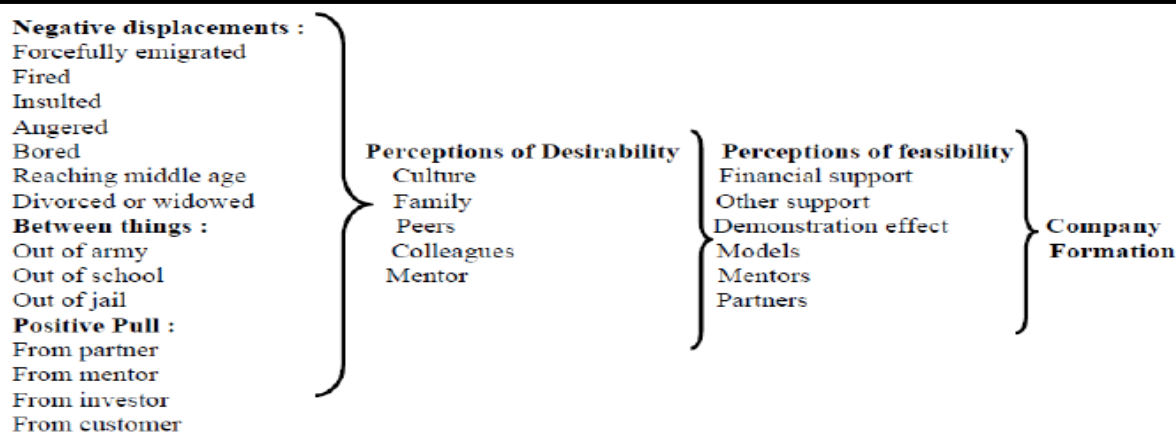 Negative displacements :
Forcefully emigrated
Fired
Insulted
Angered
Bored
Reaching middle age
Divorced or widowed
Between things :
Out of army
Out of school
Out of jail
Positive Pull :
From partner
From mentor
From investor
From customer
Perceptions of Desirability
Culture
Family
Peers
Colleagues
Mentor
Perceptions of feasibility
Financial support
Other support
Demonstration effect
Models
Mentors
Partners
Company
Formation